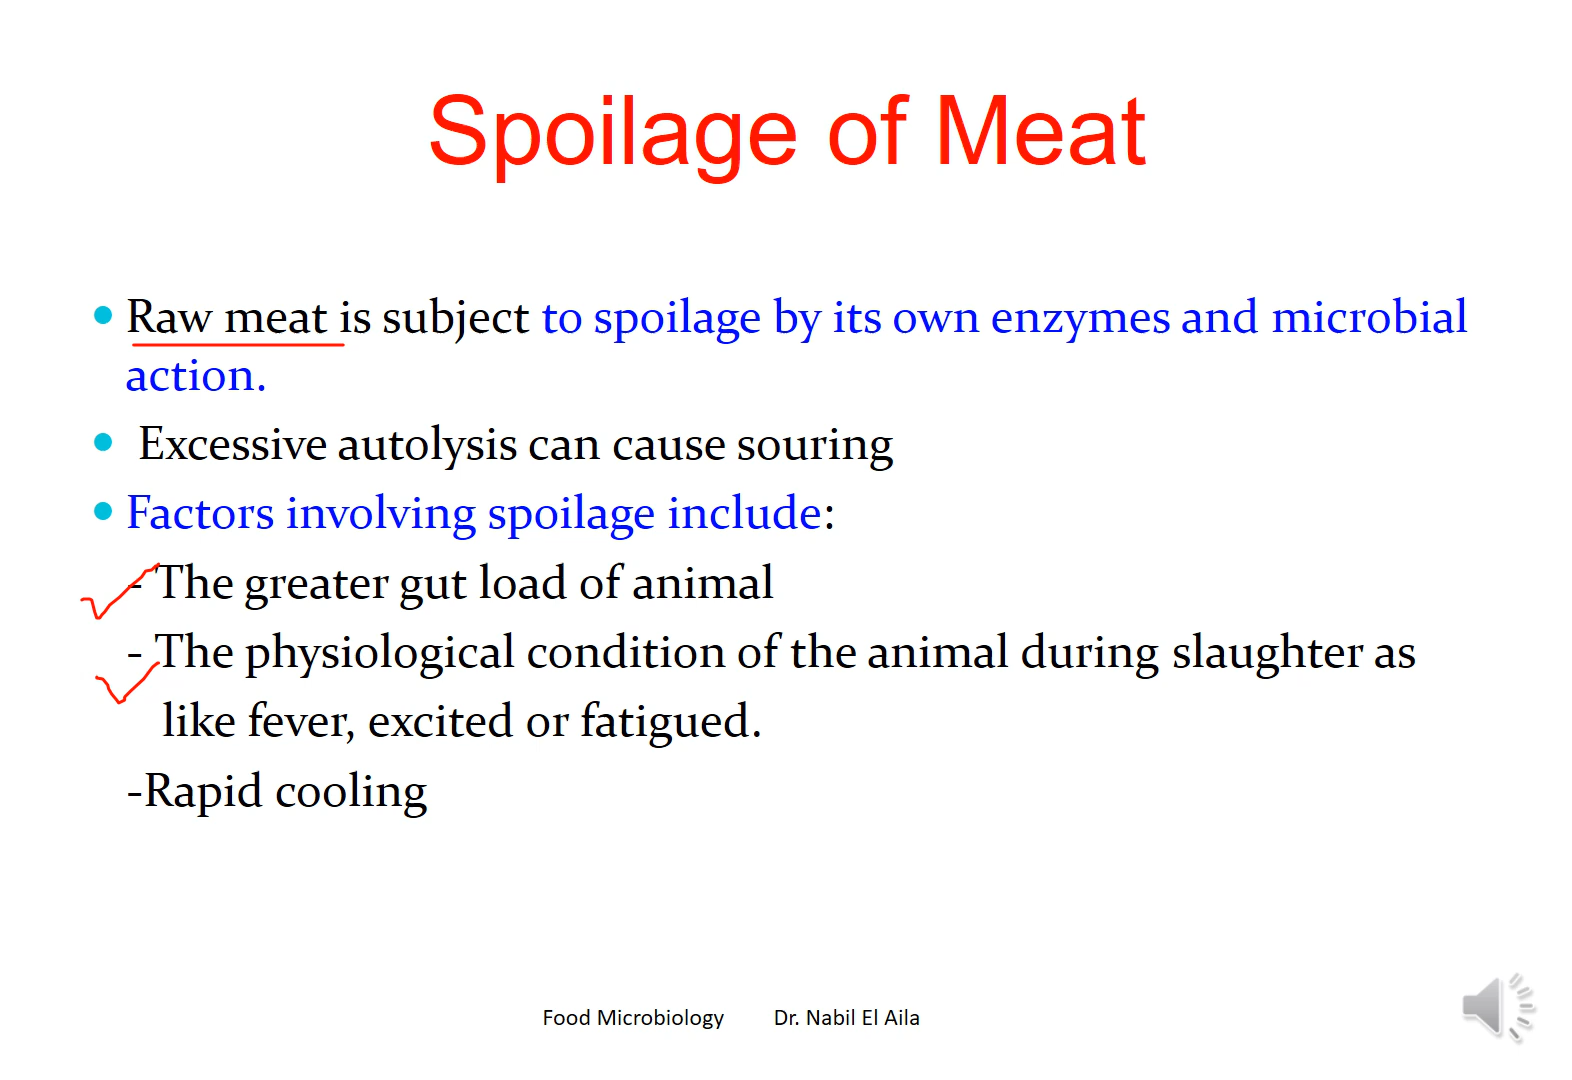 Spoilage of Meat
• Raw meat is subject to spoilage by its own enzymes and microbial
action.
• Excessive autolysis can cause souring
• Factors involving spoilage include:
- The greater gut load of animal
- The physiological condition of the animal during slaughter as
like fever, excited or fatigued.
-Rapid cooling
Food Microbiology Dr. Nabil El Aila